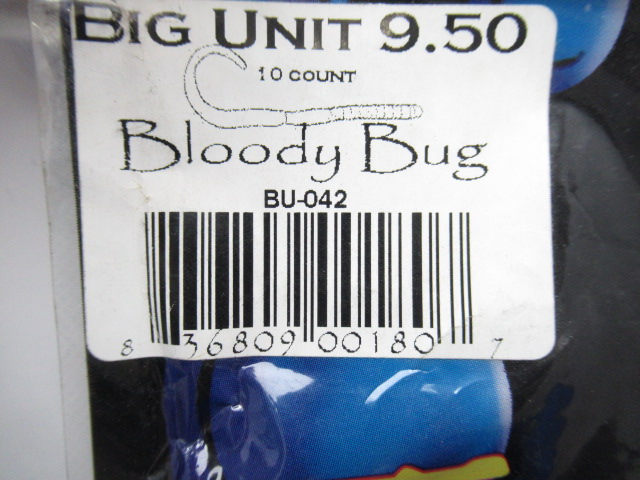 BIG UNIT 9.50
10 COUNT
Bloody Bug
BU-042
8 36809 00180 7